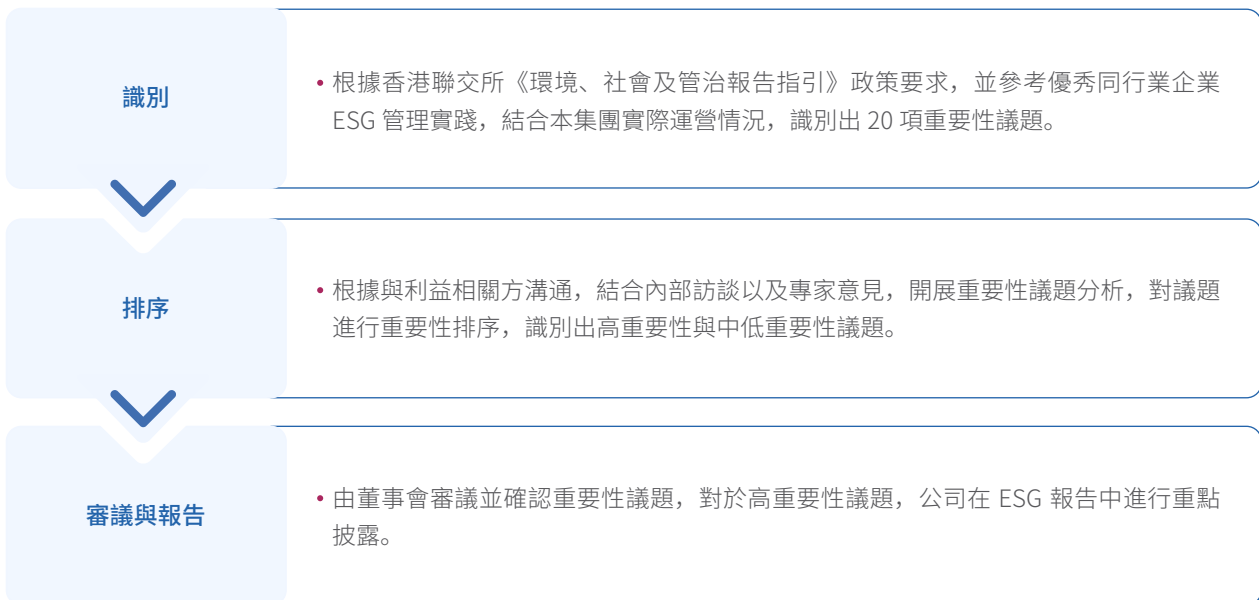 識別
• 根據香港聯交所《環境、社會及管治報告指引》政策要求，並參考優秀同行業企業
ESG 管理實踐，結合本集團實際運營情況，識別出 20 項重要性議題。
排序
• 根據與利益相關方溝通，結合內部訪談以及專家意見，開展重要性議題分析，對議題
進行重要性排序，識別出高重要性與中低重要性議題。
審議與報告
• 由董事會審議並確認重要性議題，對於高重要性議題，公司在 ESG 報告中進行重點
披露。